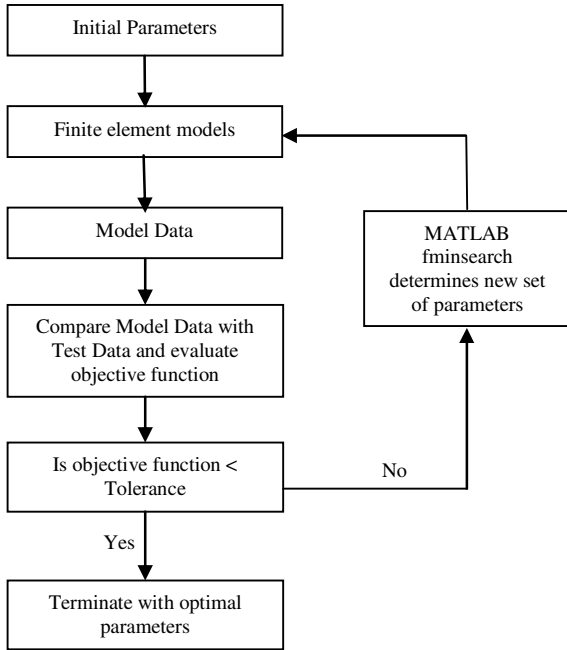 Initial Parameters
Finite element models
Model Data
MATLAB
fminsearch
determines new set
of parameters
Compare Model Data with
Test Data and evaluate
objective function
Is objective function <
Tolerance
No
Yes
Terminate with optimal
parameters